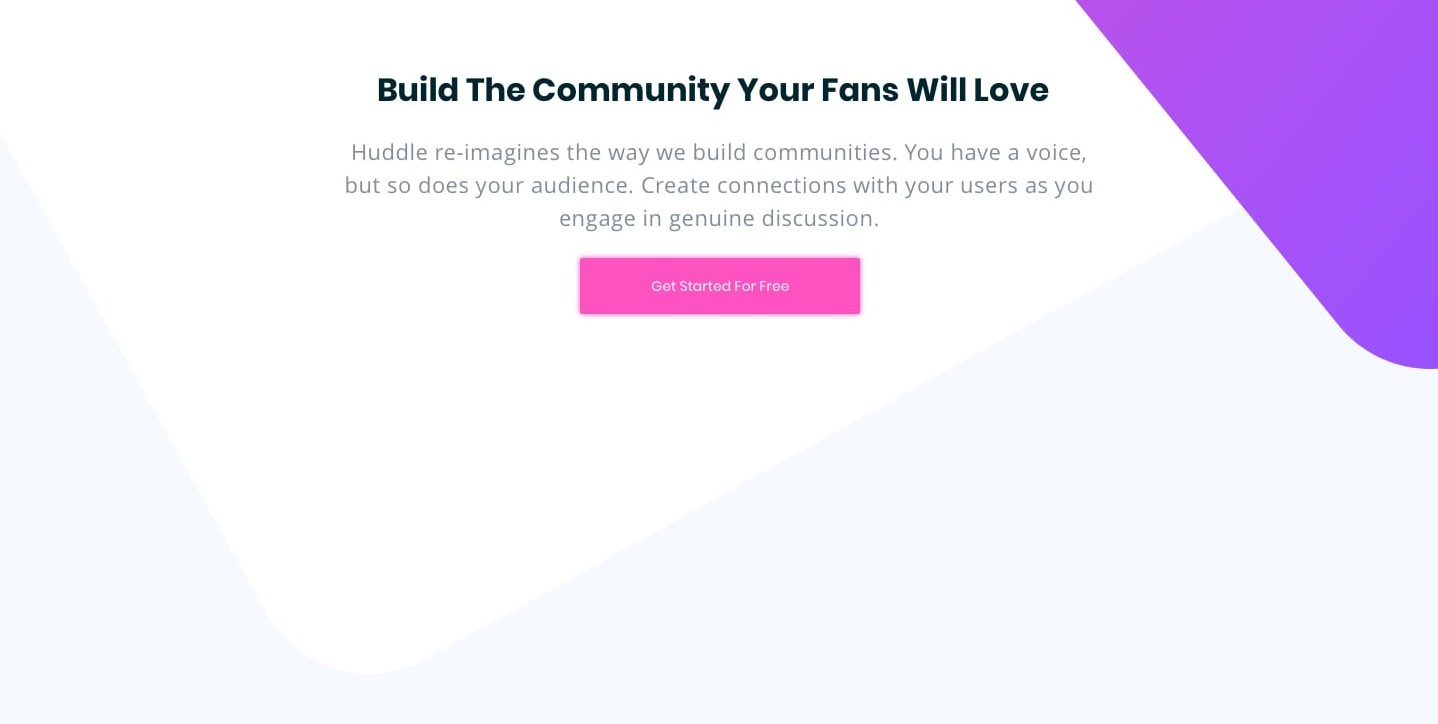 Build The Community Your Fans Will Love
Huddle re-imagines the way we build communities. You have a voice,
but so does your audience. Create connections with your users as you
engage in genuine discussion.
Get Started For Free